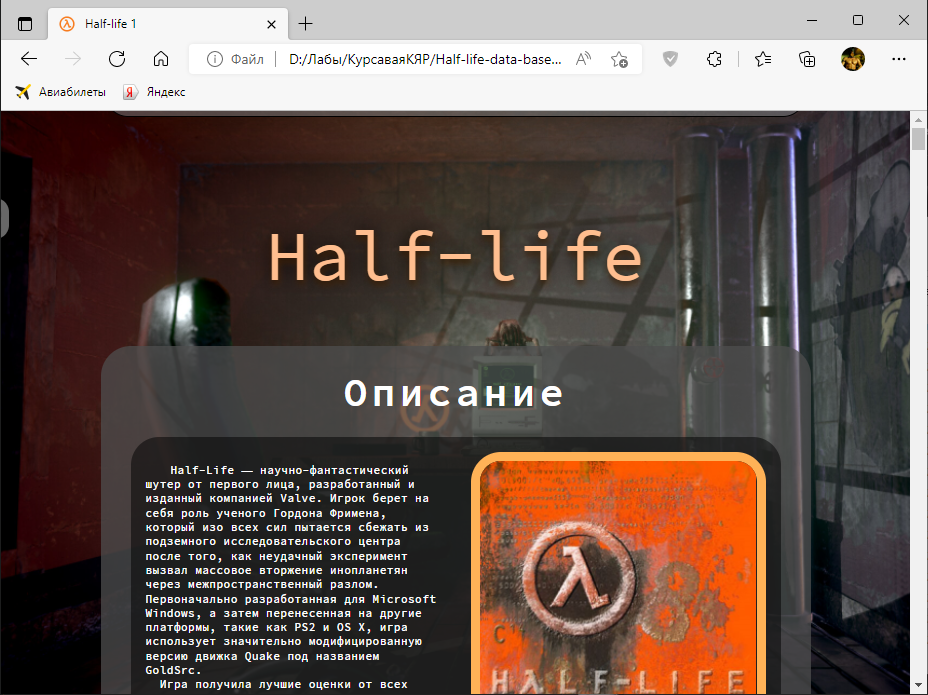 Half-life 1
Файл
D:/Лабы/КурсаваяКЯР/Half-life-data-base...
Авиабилеты
Яндекс
Half-life
Описание
Half-Life — научно-фантастический
шутер от первого лица, разработанный и
изданный компанией Valve. Игрок берет на
себя роль ученого Гордона Фримена,
который изо всех сил пытается сбежать из
подземного исследовательского центра
после того, как неудачный эксперимент
вызвал массовое вторжение инопланетян
через межпространственный разлом.
Первоначально разработанная для Microsoft
Windows, а затем перенесенная на другие
платформы, такие как PS2 и OS X, игра
использует значительно модифицированную
версию движка Quake под названием
GoldSrc.
Игра получила лучшие оценки от всех
HALF-LIFE